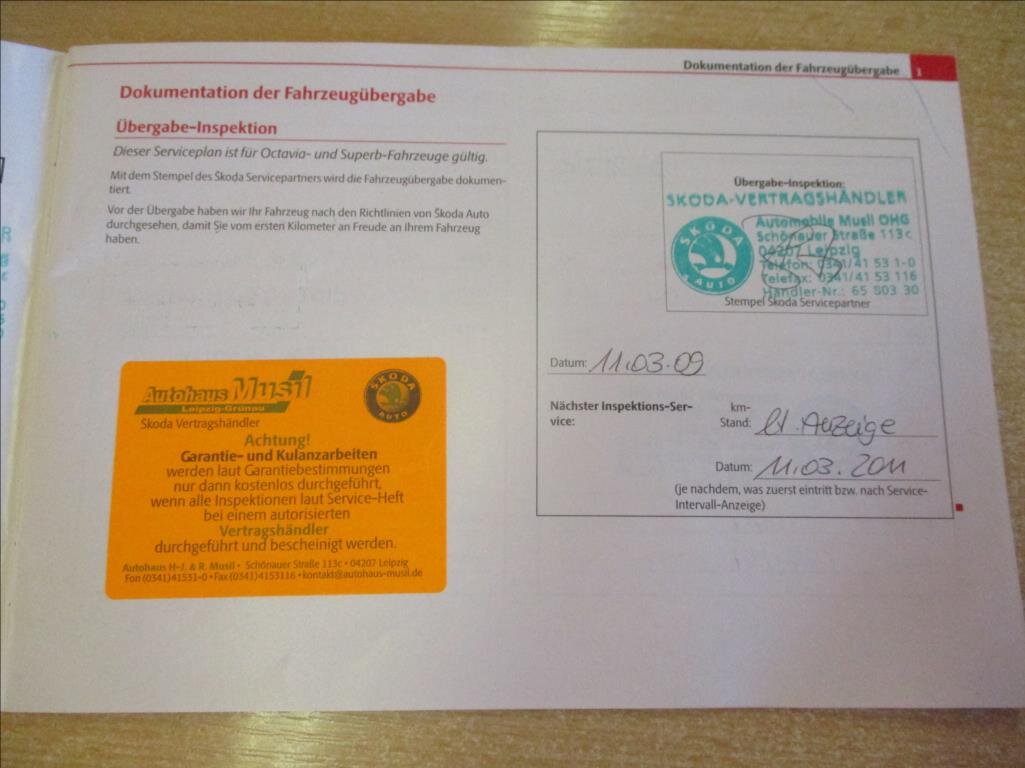 Dokumentation der Fahrzeugübergabe 1
Dokumentation der Fahrzeugübergabe
Übergabe-Inspektion
Dieser Serviceplan ist für Octavia- und Superb-Fahrzeuge gültig.
Mit dem Stempel des Škoda Servicepartners wird die Fahrzeugübergabe dokumen-
tiert.
Vor der Übergabe haben wir Ihr Fahrzeug nach den Richtlinien von Škoda Auto
durchgesehen, damit Sie vom ersten Kilometer an Freude an Ihrem Fahrzeug
haben.
Autohaus Musil
Leipzig-Grünau
Skoda Vertragshändler
SKODA
AUTO
Achtung!
Garantie- und Kulanzarbeiten
werden laut Garantiebestimmungen
nur dann kostenlos durchgeführt,
wenn alle Inspektionen laut Service-Heft
bei einem autorisierten
Vertragshändler
durchgeführt und bescheinigt werden.
Autohaus H-J. & R. Musil • Schönauer Straße 113c • 04207 Leipzig
Fon (0341)41531-0 • Fax (0341)4153116 • kontakt@autohaus-musil.de
Übergabe-Inspektion:
SKODA-VERTRAGSHÄNDLER
SKODA
AUTO
Automobile Musil OHG
Schönauer Straße 113c
04207 Leipzig
Telefon: 0341/41 53 1-0
Telefax: 0341/41 53 116
Händler-Nr.: 65 803 30
Stempel Škoda Servicepartner
Datum: 11.03.09
Nächster Inspektions-Ser-
vice:
km-
Stand: lt. Anzeige
Datum: 11.03.2011
(je nachdem, was zuerst eintritt bzw. nach Service-
Intervall-Anzeige)